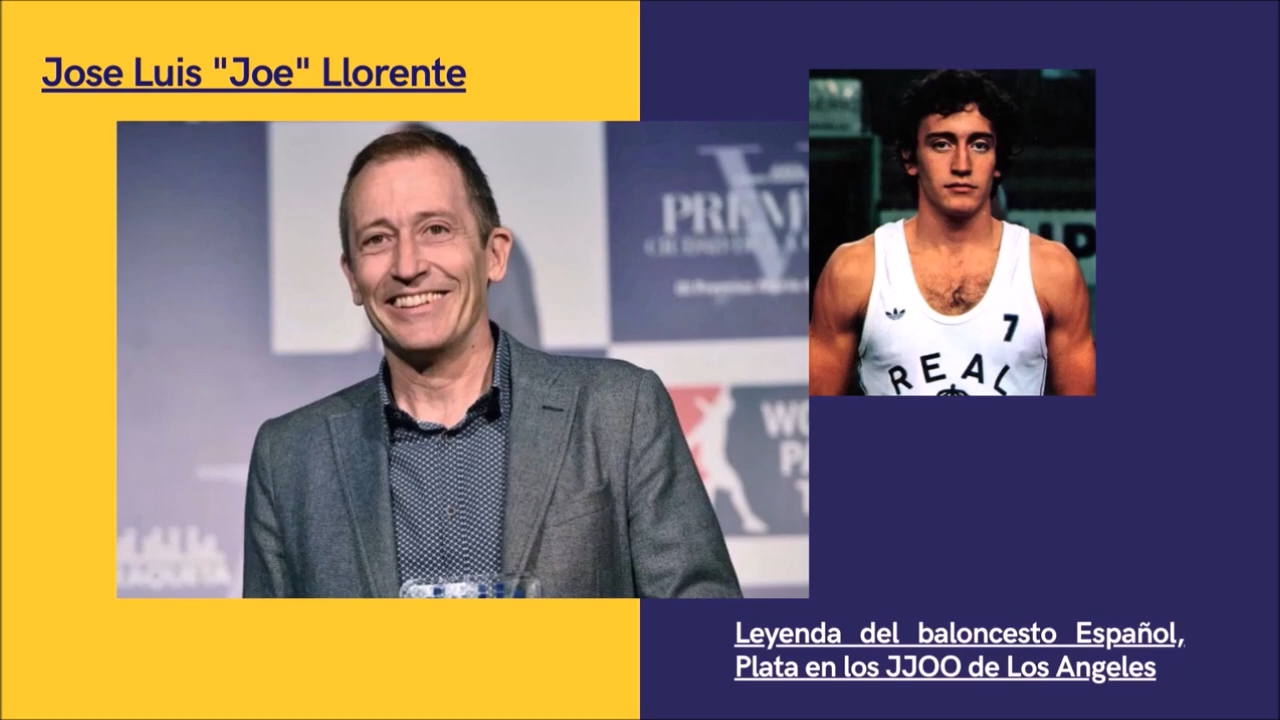 Jose Luis "Joe" Llorente
7
REAL
Leyenda del baloncesto Español,
Plata en los JJOO de Los Angeles